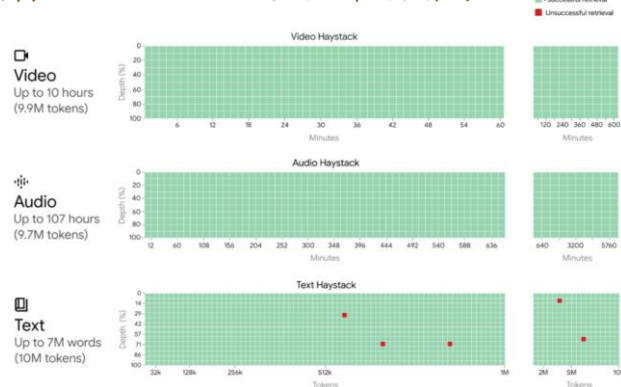 Successful retrieval
Unsuccessful retrieval
Video Haystack
Video
Up to 10 hours
(9.9M tokens)
Depth (%)
0
20
40
60
80
100
6 12 18 24 30 36 42 48 54 60
Minutes
120 240 360 480 600
Minutes
Audio Haystack
Audio
Up to 107 hours
(9.7M tokens)
Depth (%)
0
20
40
60
80
100
12 60 108 156 204 252 300 348 396 444 492 540 588 636
Minutes
640 3200 5760
Minutes
Text Haystack
Text
Up to 7M words
(10M tokens)
Depth (%)
0
14
29
43
57
71
86
100
32k 128k 256k 512k 1M
Tokens
2M 5M
Tokens